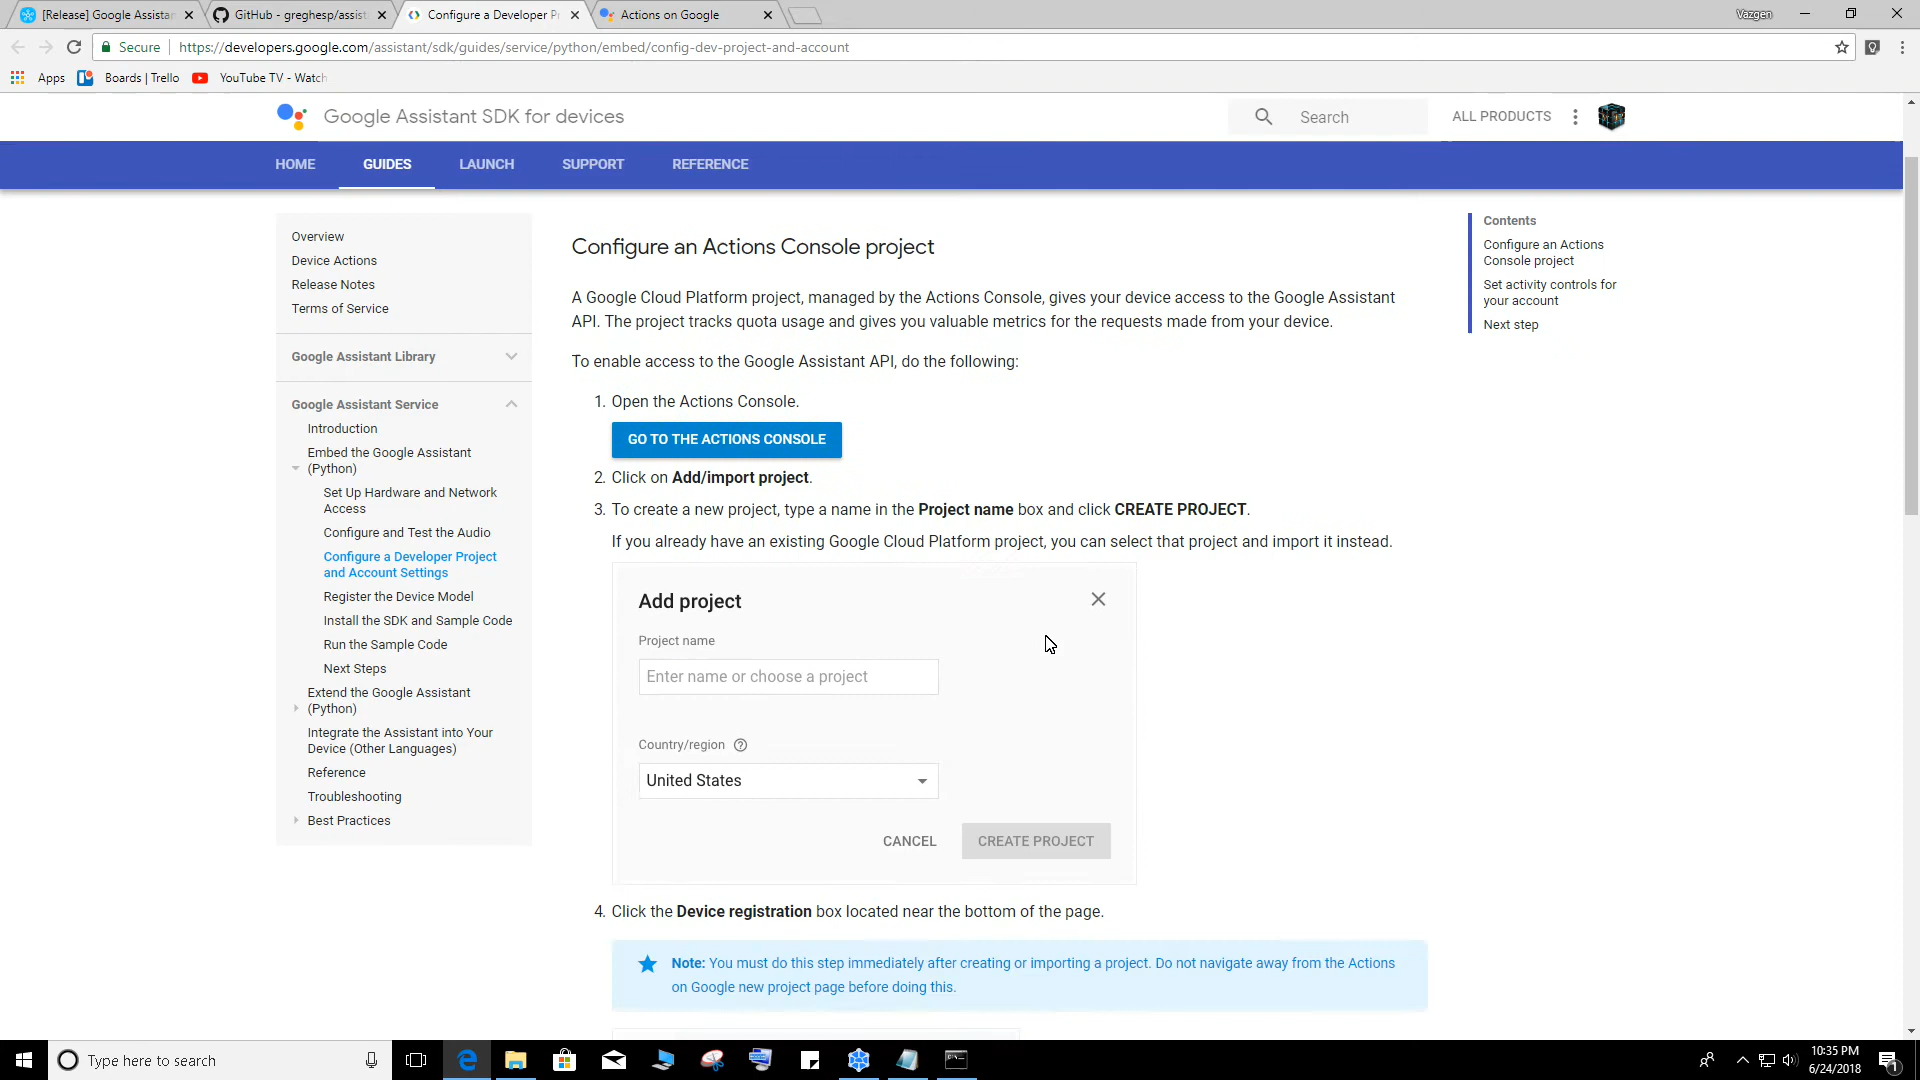 [Release] Google Assistan
GitHub - greghesp/assist
Configure a Developer P
Actions on Google
Vazgen
Secure
https://developers.google.com/assistant/sdk/guides/service/python/embed/config-dev-project-and-account
Apps
Boards | Trello
YouTube TV - Watch
Google Assistant SDK for devices
Search
ALL PRODUCTS
HOME
GUIDES
LAUNCH
SUPPORT
REFERENCE
Overview
Device Actions
Release Notes
Terms of Service
Google Assistant Library
Google Assistant Service
Introduction
Embed the Google Assistant
(Python)
Set Up Hardware and Network
Access
Configure and Test the Audio
Configure a Developer Project
and Account Settings
Register the Device Model
Install the SDK and Sample Code
Run the Sample Code
Next Steps
Extend the Google Assistant
(Python)
Integrate the Assistant into Your
Device (Other Languages)
Reference
Troubleshooting
Best Practices
Configure an Actions Console project
A Google Cloud Platform project, managed by the Actions Console, gives your device access to the Google Assistant
API. The project tracks quota usage and gives you valuable metrics for the requests made from your device.
To enable access to the Google Assistant API, do the following:
1. Open the Actions Console.
GO TO THE ACTIONS CONSOLE
2. Click on Add/import project.
3. To create a new project, type a name in the Project name box and click CREATE PROJECT.
If you already have an existing Google Cloud Platform project, you can select that project and import it instead.
Add project
Project name
Enter name or choose a project
Country/region
United States
CANCEL
CREATE PROJECT
4. Click the Device registration box located near the bottom of the page.
Note: You must do this step immediately after creating or importing a project. Do not navigate away from the Actions
on Google new project page before doing this.
Contents
Configure an Actions
Console project
Set activity controls for
your account
Next step
Type here to search
10:35 PM
6/24/2018
1